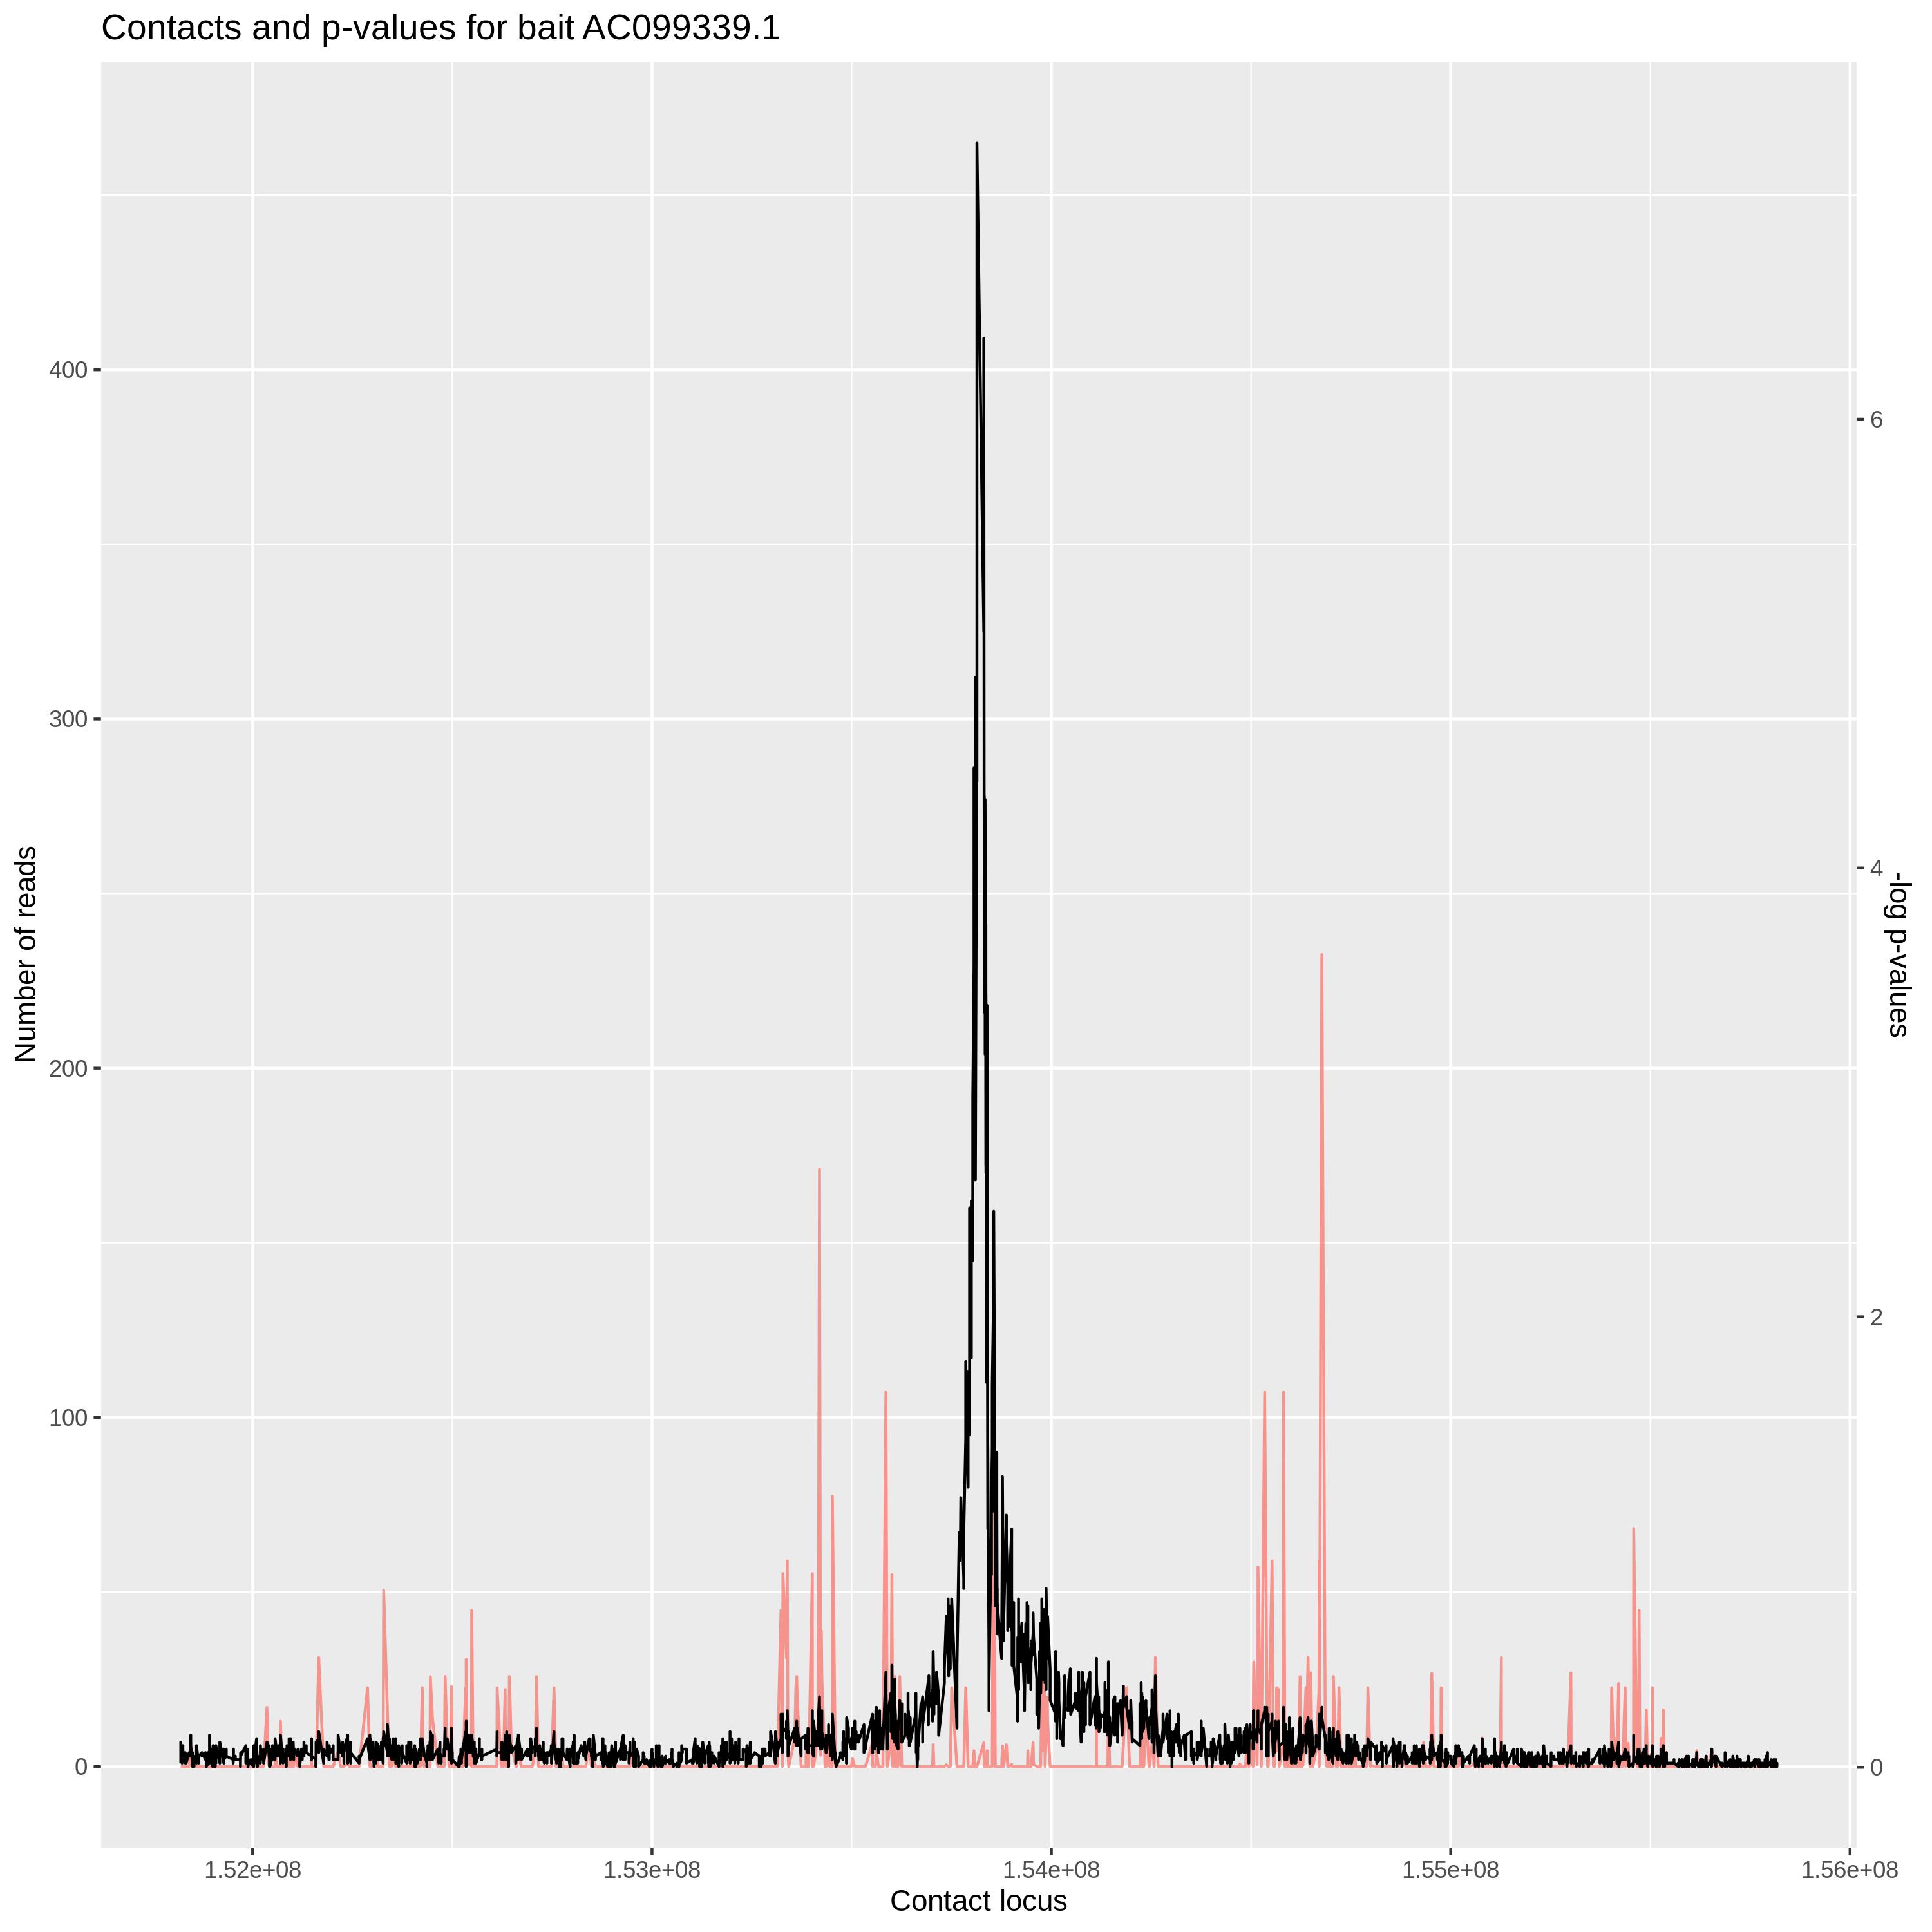 Contacts and p-values for bait AC099339.1
400
300
200
100
0
Number of reads
6
4
2
0
-log p-values
1.52e+08
1.53e+08
1.54e+08
1.55e+08
1.56e+08
Contact locus